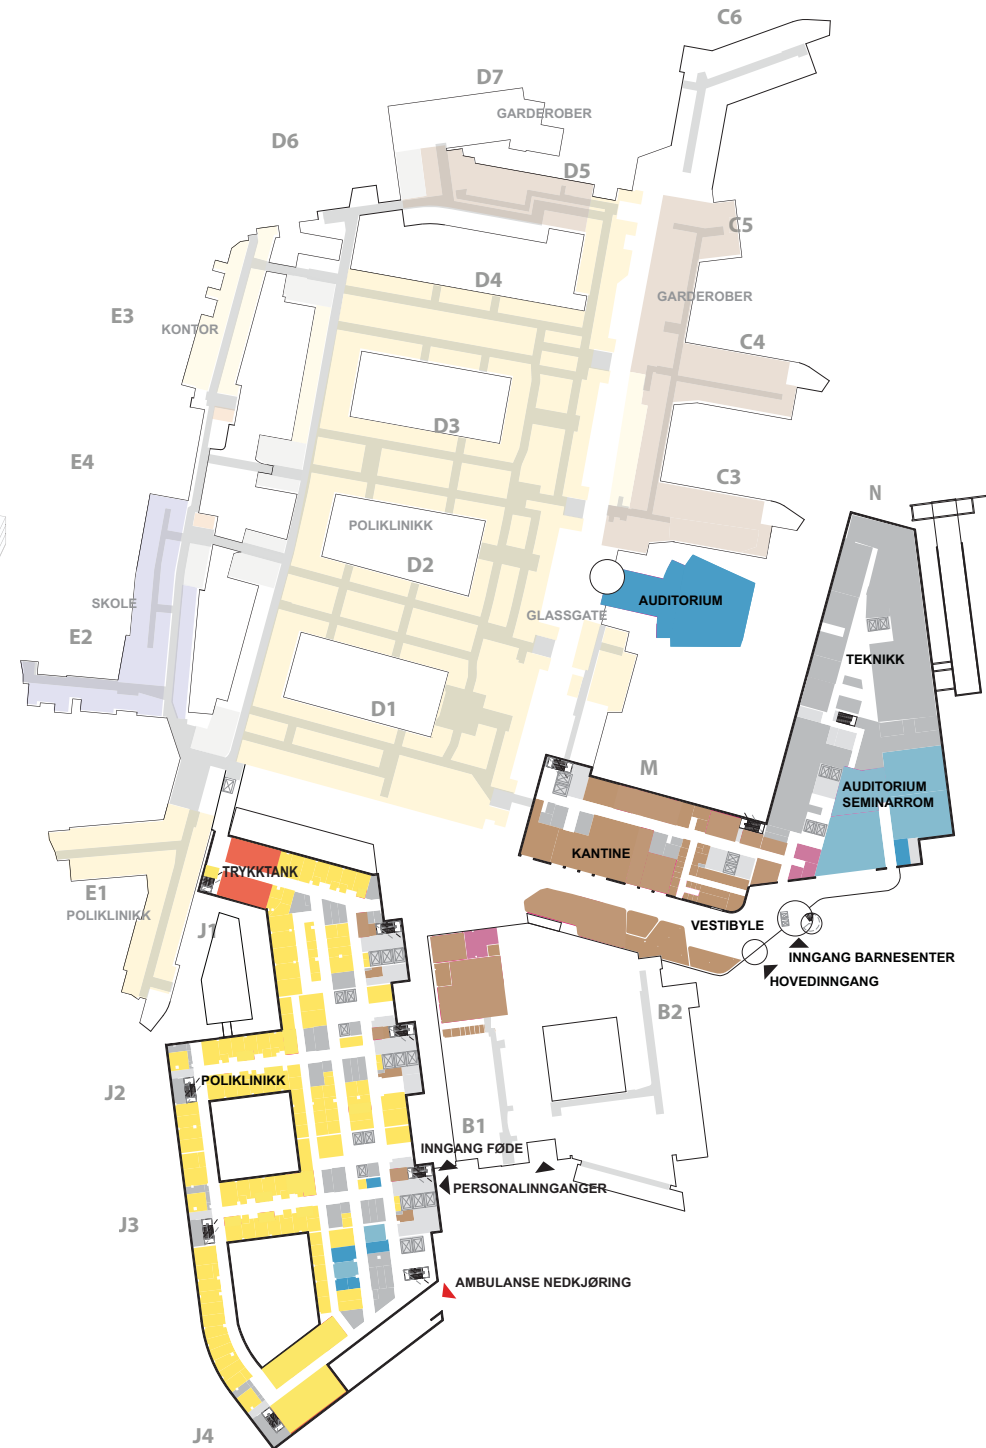 C6
D7
GARDEROBER
D6
D5
C5
D4
GARDEROBER
E3
KONTOR
C4
D3
E4
C3
N
POLIKLINIKK
D2
SKOLE
AUDITORIUM
GLASSGATE
E2
TEKNIKK
D1
M
AUDITORIUM
SEMINARROM
KANTINE
TRYKKTANK
E1
POLIKLINIKK
VESTIBYLE
J1
INNGANG BARNESENTER
HOVEDINNGANG
B2
POLIKLINIKK
J2
B1
INNGANG FØDE
PERSONALINNGANGER
J3
AMBULANSE NEDKJØRING
J4